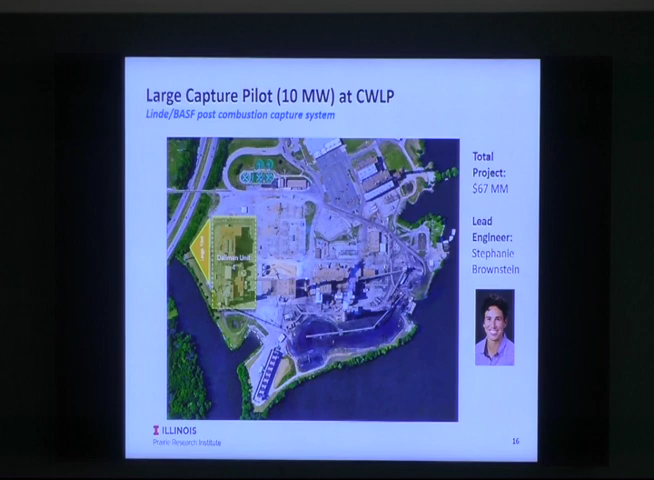 Large Capture Pilot (10 MW) at CWLP
Linde/BASF post combustion capture system
Total
Project:
$67 MM
Lead
Engineer:
Stephanie
Brownstein
Dallman Unit
ILLINOIS
Prairie Research Institute
16